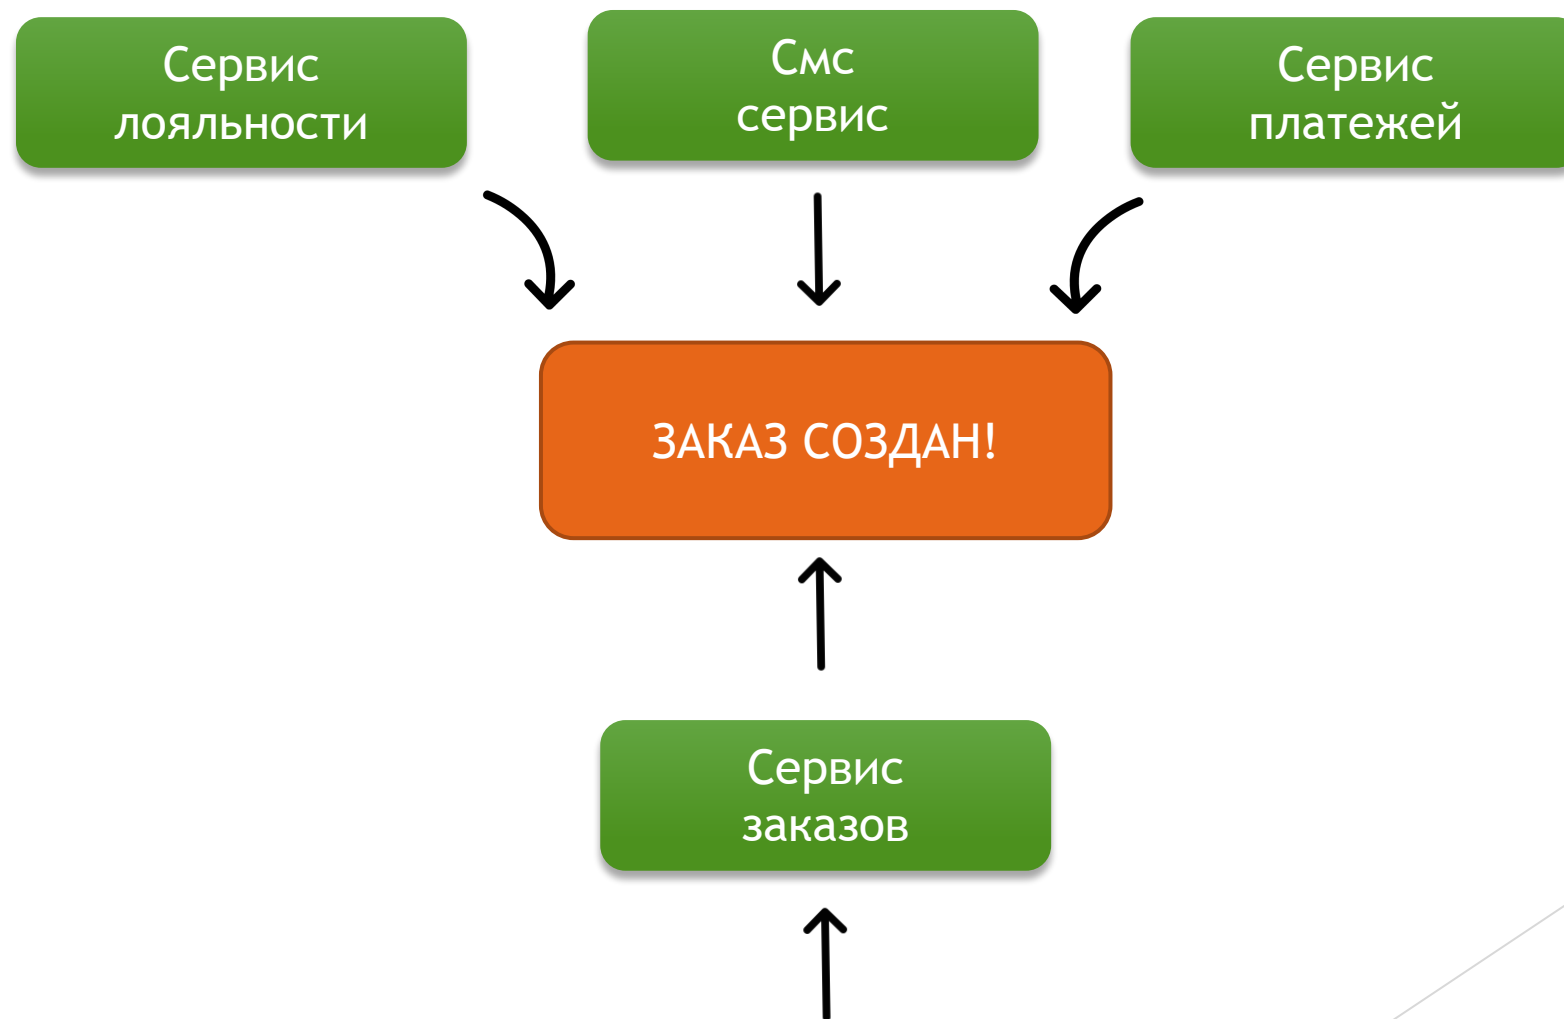 Сервис
лояльности
Смс
сервис
Сервис
платежей
ЗАКАЗ СОЗДАН!
Сервис
заказов